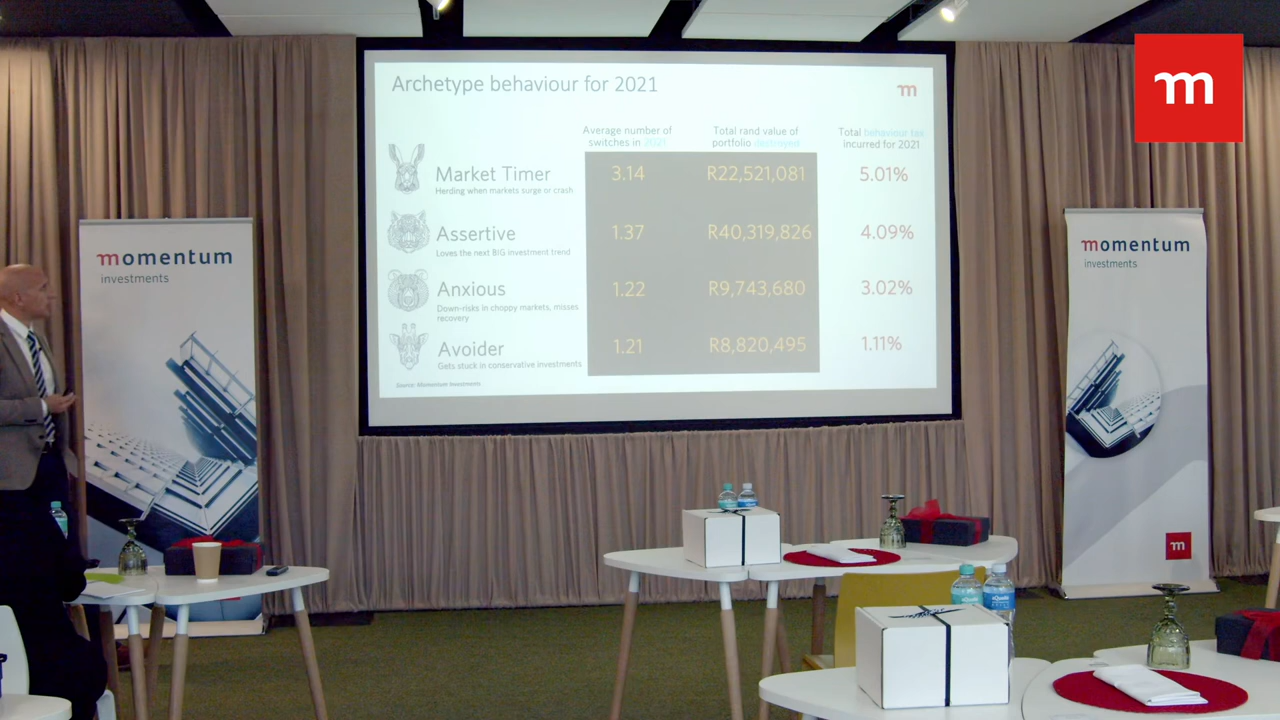 m
Archetype behaviour for 2021
m
Average number of
switches in 2021
Total rand value of
portfolio destroyed
Total behaviour tax
incurred for 2021
Market Timer
Herding when markets surge or crash
3.14
R22,521,081
5.01%
Assertive
Loves the next BIG investment trend
1.37
R40,319,826
4.09%
Anxious
Down-risks in choppy markets, misses
recovery
1.22
R9,743,680
3.02%
Avoider
Gets stuck in conservative investments
1.21
R8,820,495
1.11%
Source: Momentum Investments
momentum
investments
momentum
investments
m